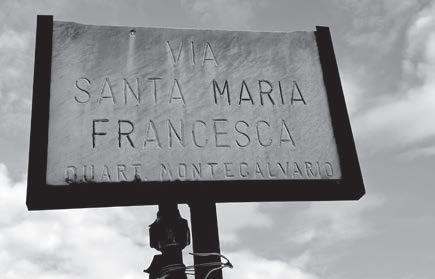 VIA
SANTA MARIA
FRANCESCA
QUART. MONTECALVARIO